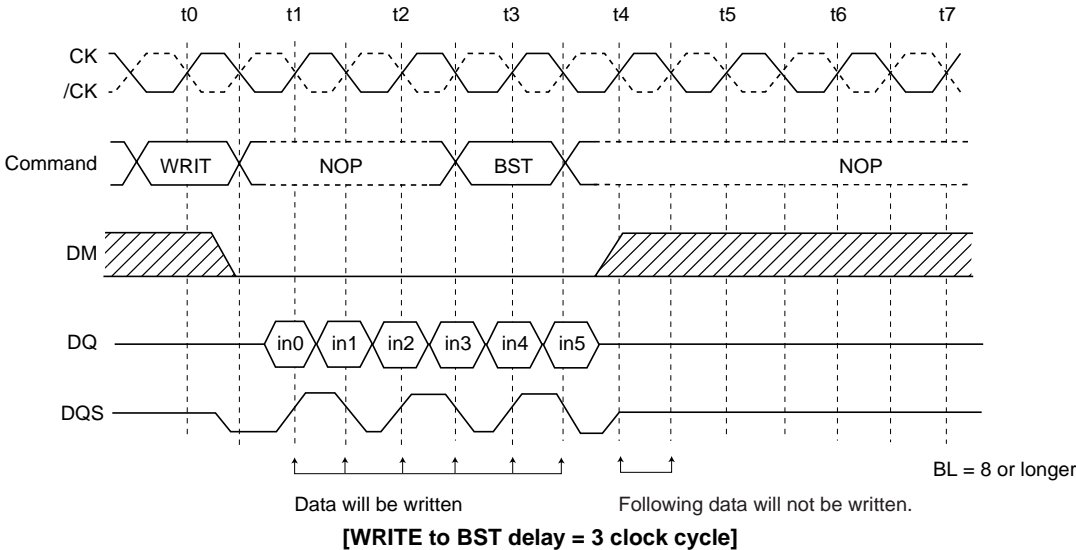 t0 t1 t2 t3 t4 t5 t6 t7
CK
/CK
Command WRIT NOP BST NOP
DM
DQ in0 in1 in2 in3 in4 in5
DQS
BL = 8 or longer
Data will be written Following data will not be written.
[WRITE to BST delay = 3 clock cycle]